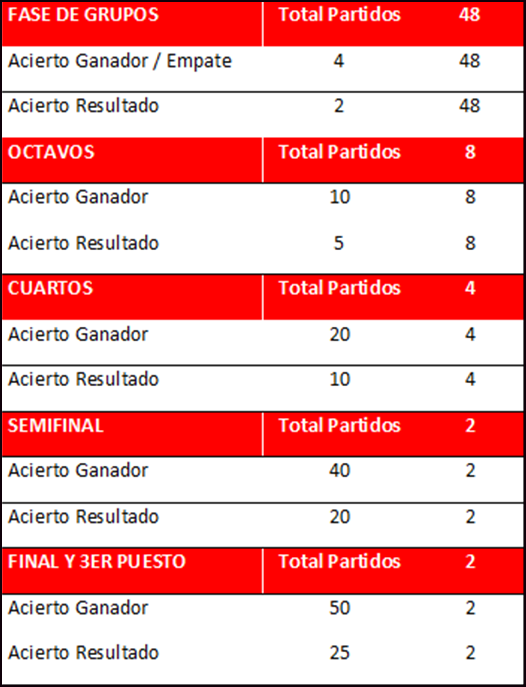 FASE DE GRUPOS Total Partidos 48
Acierto Ganador / Empate 4 48
Acierto Resultado 2 48
OCTAVOS Total Partidos 8
Acierto Ganador 10 8
Acierto Resultado 5 8
CUARTOS Total Partidos 4
Acierto Ganador 20 4
Acierto Resultado 10 4
SEMIFINAL Total Partidos 2
Acierto Ganador 40 2
Acierto Resultado 20 2
FINAL Y 3ER PUESTO Total Partidos 2
Acierto Ganador 50 2
Acierto Resultado 25 2